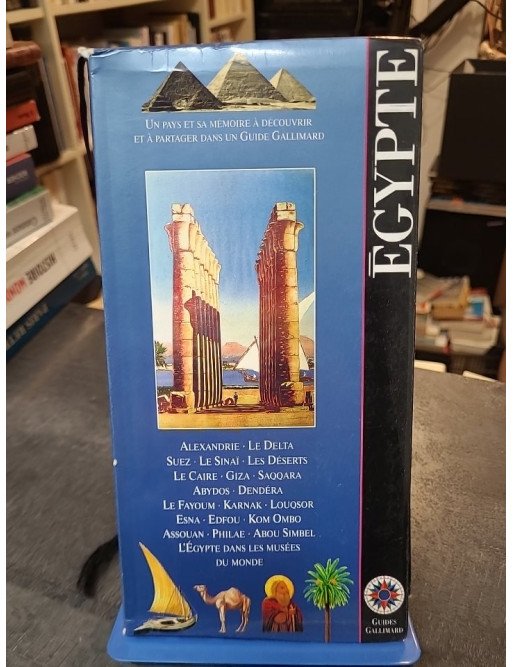 UN PAYS ET SA MÉMOIRE À DÉCOUVRIR
ET À PARTAGER DANS UN GUIDE GALLIMARD
ÉGYPTE
ALEXANDRIE · LE DELTA
SUEZ · LE SINAÏ · LES DÉSERTS
LE CAIRE · GIZA · SAQQARA
ABYDOS · DENDÉRA
LE FAYOUM · KARNAK · LOUQSOR
ESNA · EDFOU · KOM OMBO
ASSOUAN · PHILAE · ABOU SIMBEL
L'ÉGYPTE DANS LES MUSÉES
DU MONDE
GUIDES
GALLIMARD
HISTOIRE